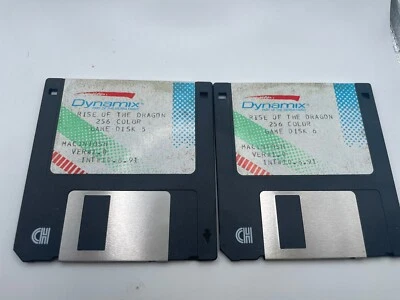 Dynamix
RISE OF THE DRAGON
256 COLOR
GAME DISK 5
MACINTOSH
Dynamix
RISE OF THE DRAGON
256 COLOR
GAME DISK 6
MACINTOSH